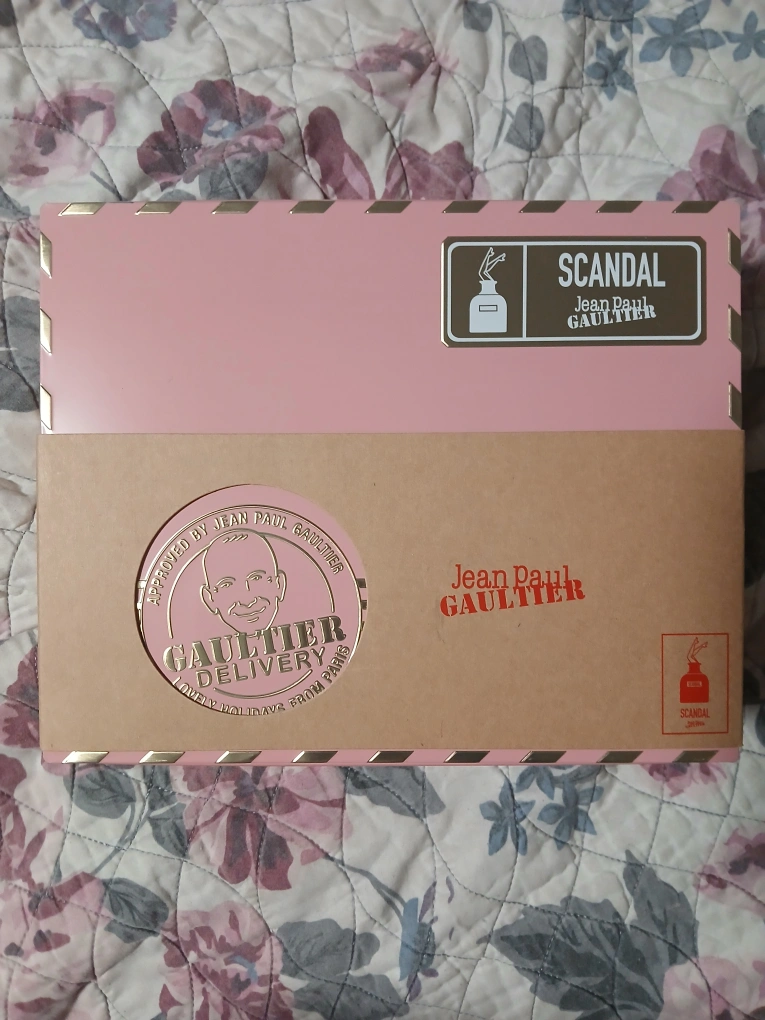 SCANDAL
Jean Paul
GAULTIER
APPROVED BY JEAN PAUL GAULTIER
GAULTIER
DELIVERY
LOVELY HOLIDAYS FROM PARIS
Jean Paul
GAULTIER
SCANDAL